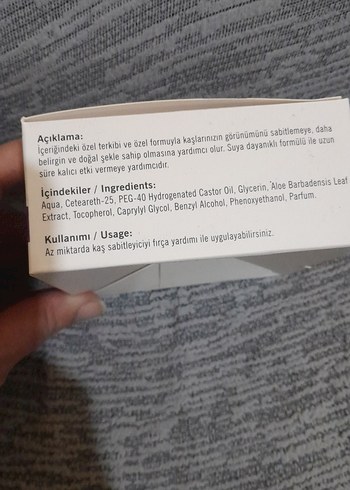 Açıklama:
İçeriğindeki özel terkibi ve özel formuyla kaşlarınızın görünümünü sabitlemeye, daha
belirgin ve doğal şekle sahip olmasına yardımcı olur. Suya dayanıklı formülü ile uzun
süre kalıcı etki vermeye yardımcıdır.
İçindekiler / Ingredients:
Aqua, Ceteareth-25, PEG-40 Hydrogenated Castor Oil, Glycerin, Aloe Barbadensis Leaf
Extract, Tocopherol, Caprylyl Glycol, Benzyl Alcohol, Phenoxyethanol, Parfum.
Kullanımı / Usage:
Az miktarda kaş sabitleyiciyi fırça yardımı ile uygulayabilirsiniz.